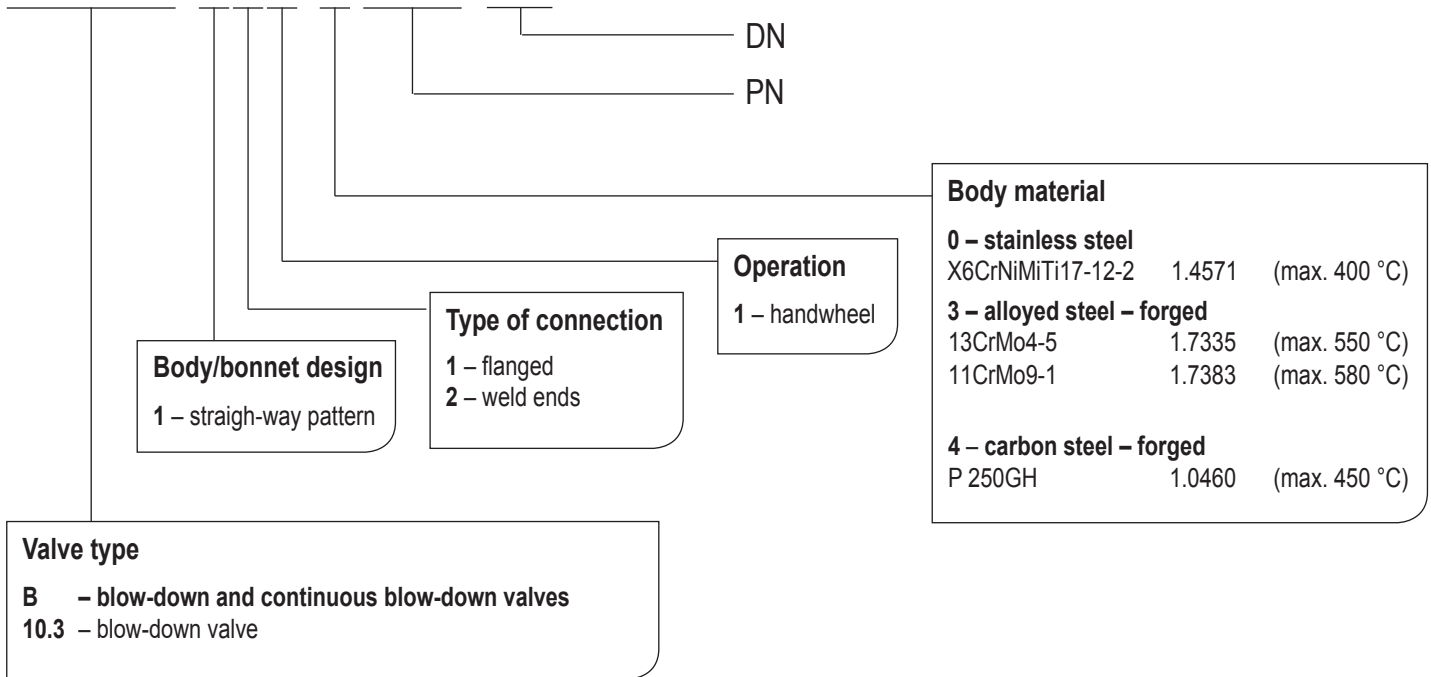 DN
PN
Body material
0 – stainless steel
X6CrNiMiTi17-12-2 1.4571 (max. 400 °C)
3 – alloyed steel – forged
13CrMo4-5 1.7335 (max. 550 °C)
11CrMo9-1 1.7383 (max. 580 °C)
4 – carbon steel – forged
P 250GH 1.0460 (max. 450 °C)
Operation
1 – handwheel
Type of connection
1 – flanged
2 – weld ends
Body/bonnet design
1 – straigh-way pattern
Valve type
B – blow-down and continuous blow-down valves
10.3 – blow-down valve